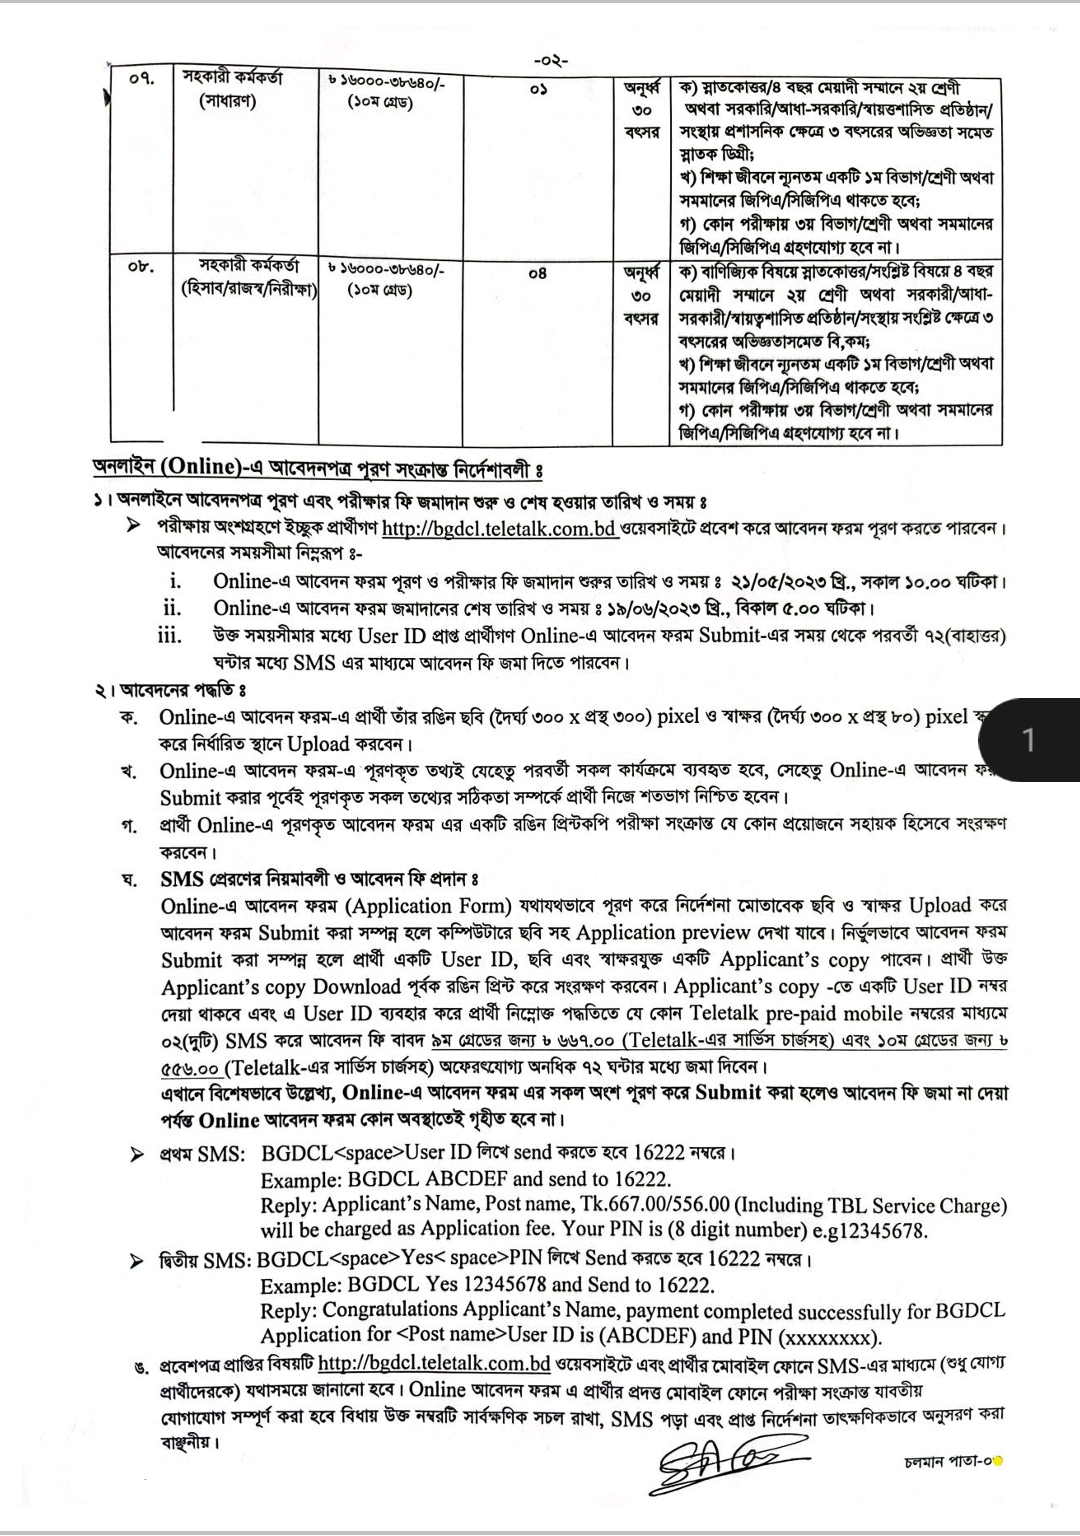 -০২-
০৭.
সহকারী কর্মকর্তা
(সাধারণ)
৳ ১৬০০০-৩৮৬৪০/-
(১০ম গ্রেড)
০১
অনূর্ধ্ব
৩০
বৎসর
ক) স্নাতকোত্তর/৪ বছর মেয়াদী সম্মানে ২য় শ্রেণী
অথবা সরকারি/আধা-সরকারি/স্বায়ত্তশাসিত প্রতিষ্ঠান/
সংস্থায় প্রশাসনিক ক্ষেত্রে ৩ বৎসরের অভিজ্ঞতা সমেত
স্নাতক ডিগ্রী;
খ) শিক্ষা জীবনে ন্যূনতম একটি ১ম বিভাগ/শ্রেণী অথবা
সমমানের জিপিএ/সিজিপিএ থাকতে হবে;
গ) কোন পরীক্ষায় ৩য় বিভাগ/শ্রেণী অথবা সমমানের
জিপিএ/সিজিপিএ গ্রহণযোগ্য হবে না।
০৮.
সহকারী কর্মকর্তা
(হিসাব/রাজস্ব/নিরীক্ষা)
৳ ১৬০০০-৩৮৬৪০/-
(১০ম গ্রেড)
০৪
অনূর্ধ্ব
৩০
বৎসর
ক) বাণিজ্যিক বিষয়ে স্নাতকোত্তর/সংশ্লিষ্ট বিষয়ে ৪ বছর
মেয়াদী সম্মানে ২য় শ্রেণী অথবা সরকারী/আধা-
সরকারী/স্বায়ত্বশাসিত প্রতিষ্ঠান/সংস্থায় সংশ্লিষ্ট ক্ষেত্রে ৩
বৎসরের অভিজ্ঞতাসমেত বি,কম;
খ) শিক্ষা জীবনে ন্যূনতম একটি ১ম বিভাগ/শ্রেণী অথবা
সমমানের জিপিএ/সিজিপিএ থাকতে হবে;
গ) কোন পরীক্ষায় ৩য় বিভাগ/শ্রেণী অথবা সমমানের
জিপিএ/সিজিপিএ গ্রহণযোগ্য হবে না।
অনলাইন (Online)-এ আবেদনপত্র পূরণ সংক্রান্ত নির্দেশাবলী ঃ
১। অনলাইনে আবেদনপত্র পূরণ এবং পরীক্ষার ফি জমাদান শুরু ও শেষ হওয়ার তারিখ ও সময় ঃ
➢ পরীক্ষায় অংশগ্রহণে ইচ্ছুক প্রার্থীগণ http://bgdcl.teletalk.com.bd ওয়েবসাইটে প্রবেশ করে আবেদন ফরম পূরণ করতে পারবেন।
আবেদনের সময়সীমা নিম্নরূপ ঃ-
i. Online-এ আবেদন ফরম পূরণ ও পরীক্ষার ফি জমাদান শুরুর তারিখ ও সময় ঃ ২১/০৫/২০২৩ খ্রি., সকাল ১০.০০ ঘটিকা।
ii. Online-এ আবেদন ফরম জমাদানের শেষ তারিখ ও সময় ঃ ১৯/০৬/২০২৩ খ্রি., বিকাল ৫.০০ ঘটিকা।
iii. উক্ত সময়সীমার মধ্যে User ID প্রাপ্ত প্রার্থীগণ Online-এ আবেদন ফরম Submit-এর সময় থেকে পরবর্তী ৭২(বাহাত্তর)
ঘন্টার মধ্যে SMS এর মাধ্যমে আবেদন ফি জমা দিতে পারবেন।
২। আবেদনের পদ্ধতি ঃ
ক. Online-এ আবেদন ফরম-এ প্রার্থী তাঁর রঙিন ছবি (দৈর্ঘ্য ৩০০ x প্রস্থ ৩০০) pixel ও স্বাক্ষর (দৈর্ঘ্য ৩০০ x প্রস্থ ৮০) pixel
করে নির্ধারিত স্থানে Upload করবেন।
খ. Online-এ আবেদন ফরম-এ পূরণকৃত তথ্যই যেহেতু পরবর্তী সকল কার্যক্রমে ব্যবহৃত হবে, সেহেতু Online-এ আবেদন
Submit করার পূর্বেই পূরণকৃত সকল তথ্যের সঠিকতা সম্পর্কে প্রার্থী নিজে শতভাগ নিশ্চিত হবেন।
গ. প্রার্থী Online-এ পূরণকৃত আবেদন ফরম এর একটি রঙিন প্রিন্টকপি পরীক্ষা সংক্রান্ত যে কোন প্রয়োজনে সহায়ক হিসেবে সংরক্ষণ
করবেন।
ঘ. SMS প্রেরণের নিয়মাবলী ও আবেদন ফি প্রদান ঃ
Online-এ আবেদন ফরম (Application Form) যথাযথভাবে পূরণ করে নির্দেশনা মোতাবেক ছবি ও স্বাক্ষর Upload করে
আবেদন ফরম Submit করা সম্পন্ন হলে কম্পিউটারে ছবি সহ Application preview দেখা যাবে। নির্ভুলভাবে আবেদন ফরম
Submit করা সম্পন্ন হলে প্রার্থী একটি User ID, ছবি এবং স্বাক্ষরযুক্ত একটি Applicant's copy পাবেন। প্রার্থী উক্ত
Applicant's copy Download পূর্বক রঙিন প্রিন্ট করে সংরক্ষণ করবেন। Applicant's copy -তে একটি User ID নম্বর
দেয়া থাকবে এবং এ User ID ব্যবহার করে প্রার্থী নিম্নোক্ত পদ্ধতিতে যে কোন Teletalk pre-paid mobile নম্বরের মাধ্যমে
০২(দুটি) SMS করে আবেদন ফি বাবদ ৯ম গ্রেডের জন্য ৳ ৬৬৭.০০ (Teletalk-এর সার্ভিস চার্জসহ) এবং ১০ম গ্রেডের জন্য ৳
৫৫৬.০০ (Teletalk-এর সার্ভিস চার্জসহ) অফেরৎযোগ্য অনধিক ৭২ ঘন্টার মধ্যে জমা দিবেন।
এখানে বিশেষভাবে উল্লেখ্য, Online-এ আবেদন ফরম এর সকল অংশ পূরণ করে Submit করা হলেও আবেদন ফি জমা না দেয়া
পর্যন্ত Online আবেদন ফরম কোন অবস্থাতেই গৃহীত হবে না।
➢ প্রথম SMS: BGDCL<space>User ID লিখে send করতে হবে 16222 নম্বরে।
Example: BGDCL ABCDEF and send to 16222.
Reply: Applicant's Name, Post name, Tk.667.00/556.00 (Including TBL Service Charge)
will be charged as Application fee. Your PIN is (8 digit number) e.g12345678.
➢ দ্বিতীয় SMS: BGDCL<space>Yes< space>PIN লিখে Send করতে হবে 16222 নম্বরে।
Example: BGDCL Yes 12345678 and Send to 16222.
Reply: Congratulations Applicant's Name, payment completed successfully for BGDCL
Application for <Post name>User ID is (ABCDEF) and PIN (xxxxxxxx).
ঙ. প্রবেশপত্র প্রাপ্তির বিষয়টি http://bgdcl.teletalk.com.bd ওয়েবসাইটে এবং প্রার্থীর মোবাইল ফোনে SMS-এর মাধ্যমে (শুধু যোগ্য
প্রার্থীদেরকে) যথাসময়ে জানানো হবে। Online আবেদন ফরম এ প্রার্থীর প্রদত্ত মোবাইল ফোনে পরীক্ষা সংক্রান্ত যাবতীয়
যোগাযোগ সম্পূর্ণ করা হবে বিধায় উক্ত নম্বরটি সার্বক্ষণিক সচল রাখা, SMS পড়া এবং প্রাপ্ত নির্দেশনা তাৎক্ষণিকভাবে অনুসরণ করা
বাঞ্ছনীয়।
চলমান পাতা-০
1